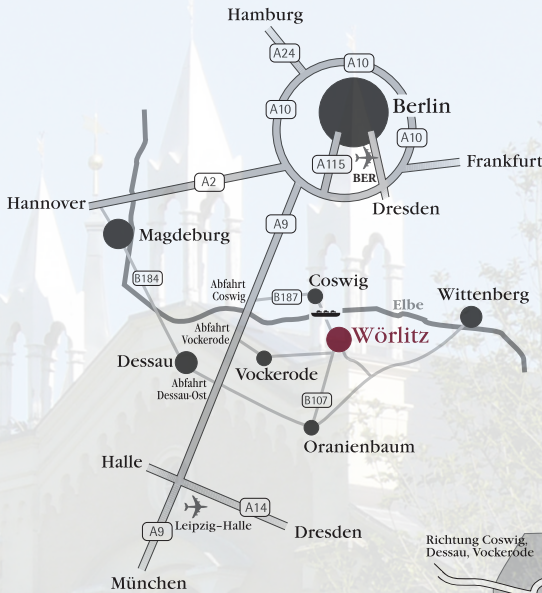 Hamburg
A24
A10
A10
Berlin
A10
A115
BER
Frankfurt
A2
Hannover
Dresden
A9
Magdeburg
B184
Abfahrt
Coswig
B187
Coswig
Elbe
Wittenberg
Abfahrt
Vockerode
Wörlitz
Dessau
Vockerode
Abfahrt
Dessau-Ost
B107
Oranienbaum
Halle
A14
Leipzig-Halle
A9
Dresden
Richtung Coswig,
Dessau, Vockerode
München